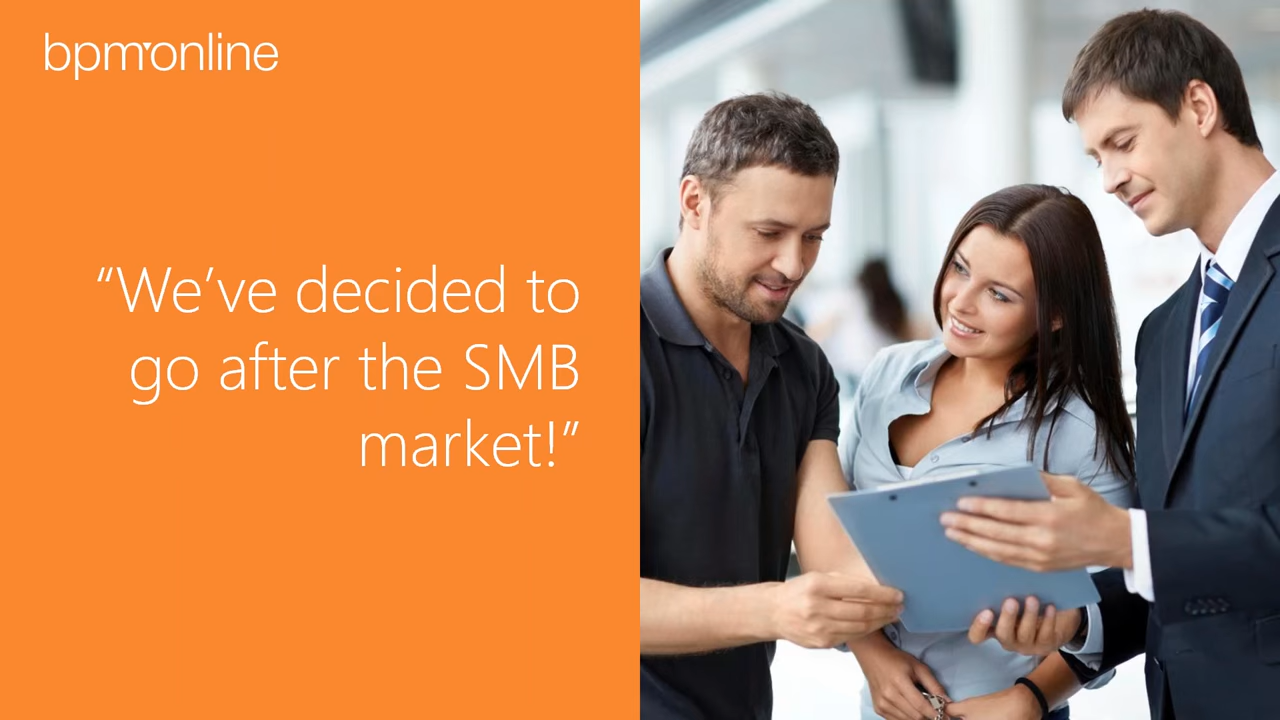 bpm'online
“We’ve decided to
go after the SMB
market!”